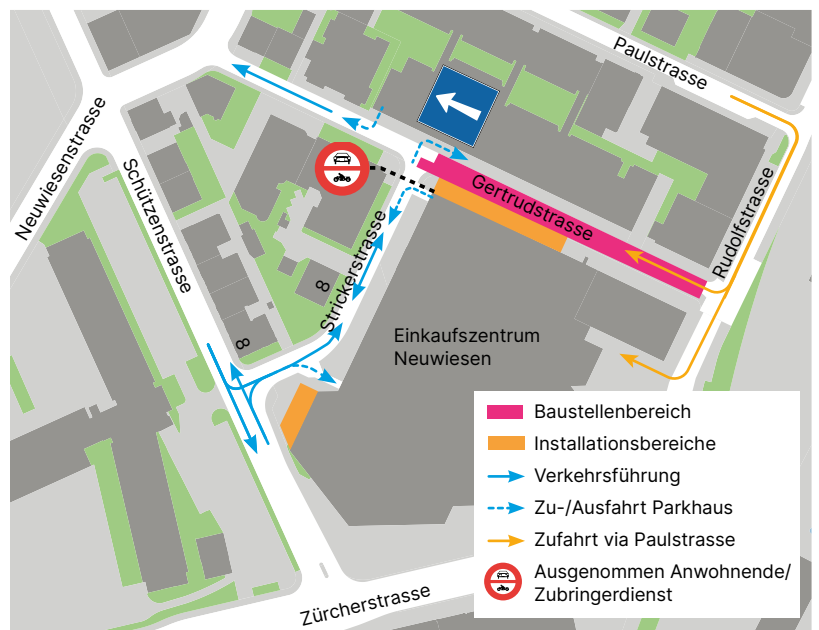 Paulstrasse
Neuwiesenstrasse
Schützenstrasse
Gertrudstrasse
Rudolfstrasse
Strickerstrasse
8
8
Einkaufszentrum
Neuwiesen
Zürcherstrasse
Baustellenbereich
Installationsbereiche
Verkehrsführung
Zu-/Ausfahrt Parkhaus
Zufahrt via Paulstrasse
Ausgenommen Anwohnende/
Zubringerdienst